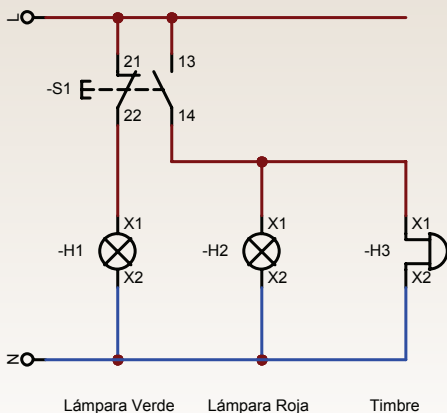 L
21
13
-S1
22
14
X1
X1
X1
-H1
-H2
-H3
X2
X2
X2
N
Lámpara Verde
Lámpara Roja
Timbre